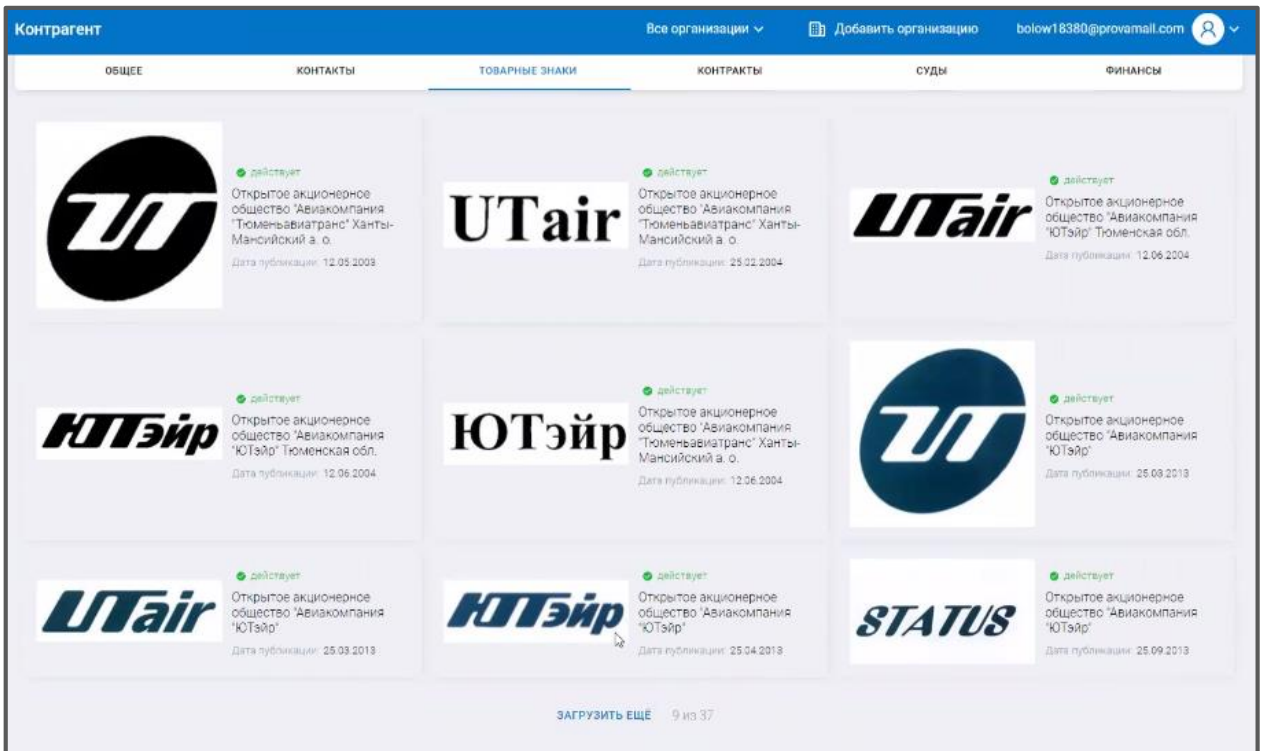 Контрагент
Все организации
Добавить организацию
bolow18380@provamail.com
ОБЩЕЕ
КОНТАКТЫ
ТОВАРНЫЕ ЗНАКИ
КОНТРАКТЫ
СУДЫ
ФИНАНСЫ
UT
действует
Открытое акционерное
общество "Авиакомпания
"Тюменьавиатранс" Ханты-
Мансийский а. о.
Дата публикации: 12.05.2003
UTair
действует
Открытое акционерное
общество "Авиакомпания
"Тюменьавиатранс" Ханты-
Мансийский а. о.
Дата публикации: 25.02.2004
UTair
действует
Открытое акционерное
общество "Авиакомпания
"ЮТэйр" Тюменская обл.
Дата публикации: 12.06.2004
ЮТэйр
действует
Открытое акционерное
общество "Авиакомпания
"ЮТэйр" Тюменская обл.
Дата публикации: 12.06.2004
ЮТэйр
действует
Открытое акционерное
общество "Авиакомпания
"Тюменьавиатранс" Ханты-
Мансийский а. о.
Дата публикации: 12.06.2004
UT
действует
Открытое акционерное
общество "Авиакомпания
"ЮТэйр"
Дата публикации: 25.03.2013
UTair
действует
Открытое акционерное
общество "Авиакомпания
"ЮТэйр"
Дата публикации: 25.03.2013
ЮТэйр
действует
Открытое акционерное
общество "Авиакомпания
"ЮТэйр"
Дата публикации: 25.04.2013
STATUS
действует
Открытое акционерное
общество "Авиакомпания
"ЮТэйр"
Дата публикации: 25.09.2013
ЗАГРУЗИТЬ ЕЩЁ 9 из 37